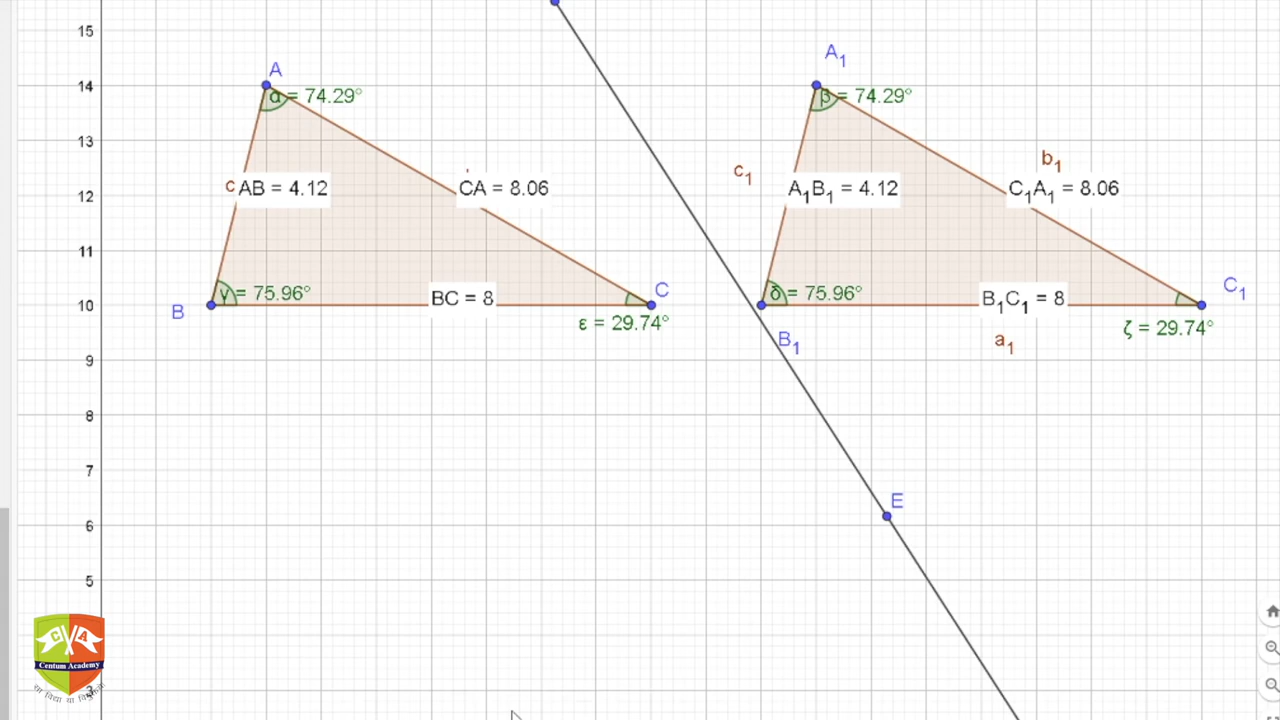 15
14
13
12
11
10
9
8
7
6
5
A
α = 74.29°
c
AB = 4.12
CA = 8.06
B
γ = 75.96°
BC = 8
C
ε = 29.74°
A₁
β = 74.29°
c₁
A₁B₁ = 4.12
b₁
C₁A₁ = 8.06
δ = 75.96°
B₁C₁ = 8
C₁
B₁
a₁
ζ = 29.74°
E
C A
Centum Academy